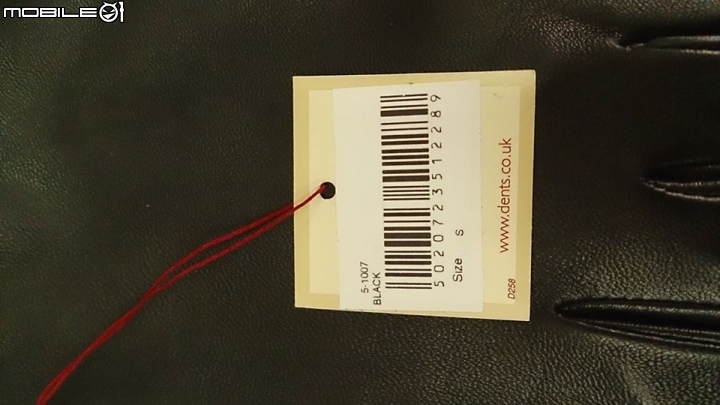 MOBILE01
5-1007
BLACK
5020723512289
Size S
www.dents.co.uk
D258